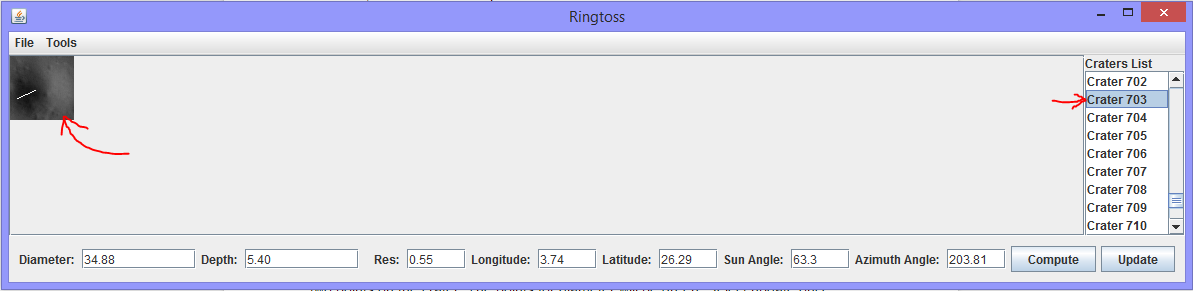 Ringtoss
File Tools
Craters List
Crater 702
Crater 703
Crater 704
Crater 705
Crater 706
Crater 707
Crater 708
Crater 709
Crater 710
Diameter: 34.88 Depth: 5.40 Res: 0.55 Longitude: 3.74 Latitude: 26.29 Sun Angle: 63.3 Azimuth Angle: 203.81 Compute Update